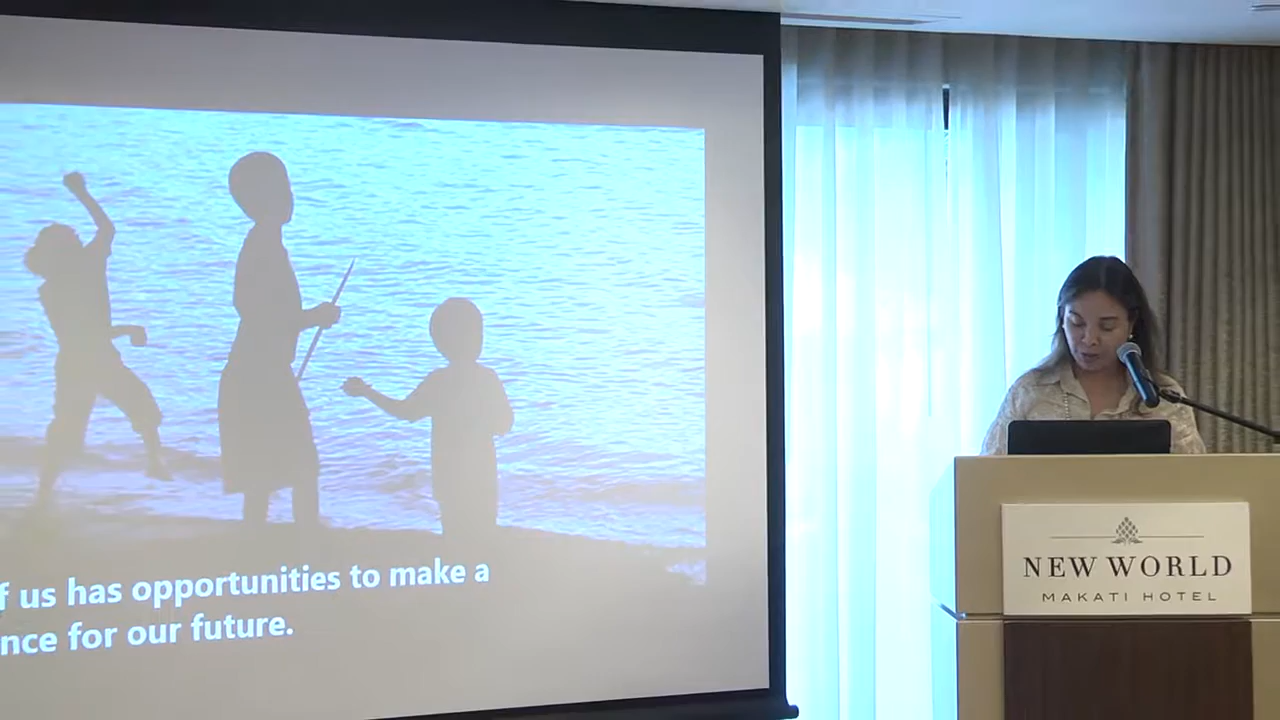 f us has opportunities to make a
nce for our future.
NEW WORLD
MAKATI HOTEL